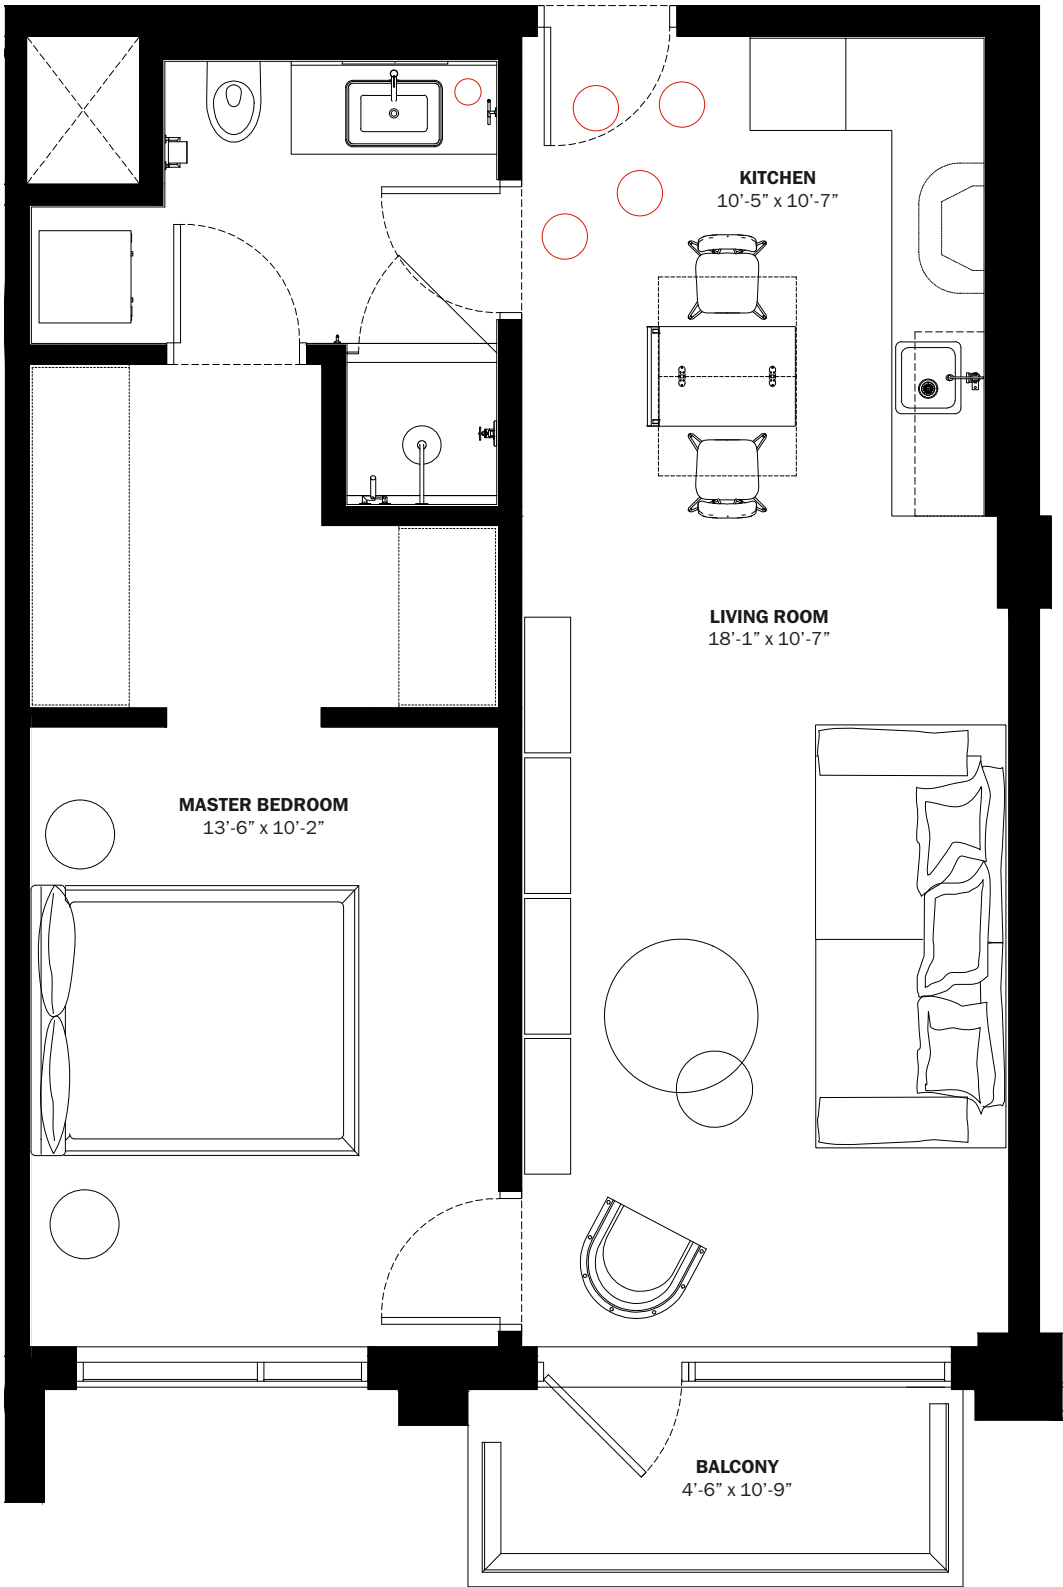 KITCHEN
10’-5” x 10’-7”
LIVING ROOM
18’-1” x 10’-7”
MASTER BEDROOM
13’-6” x 10’-2”
BALCONY
4’-6” x 10’-9”